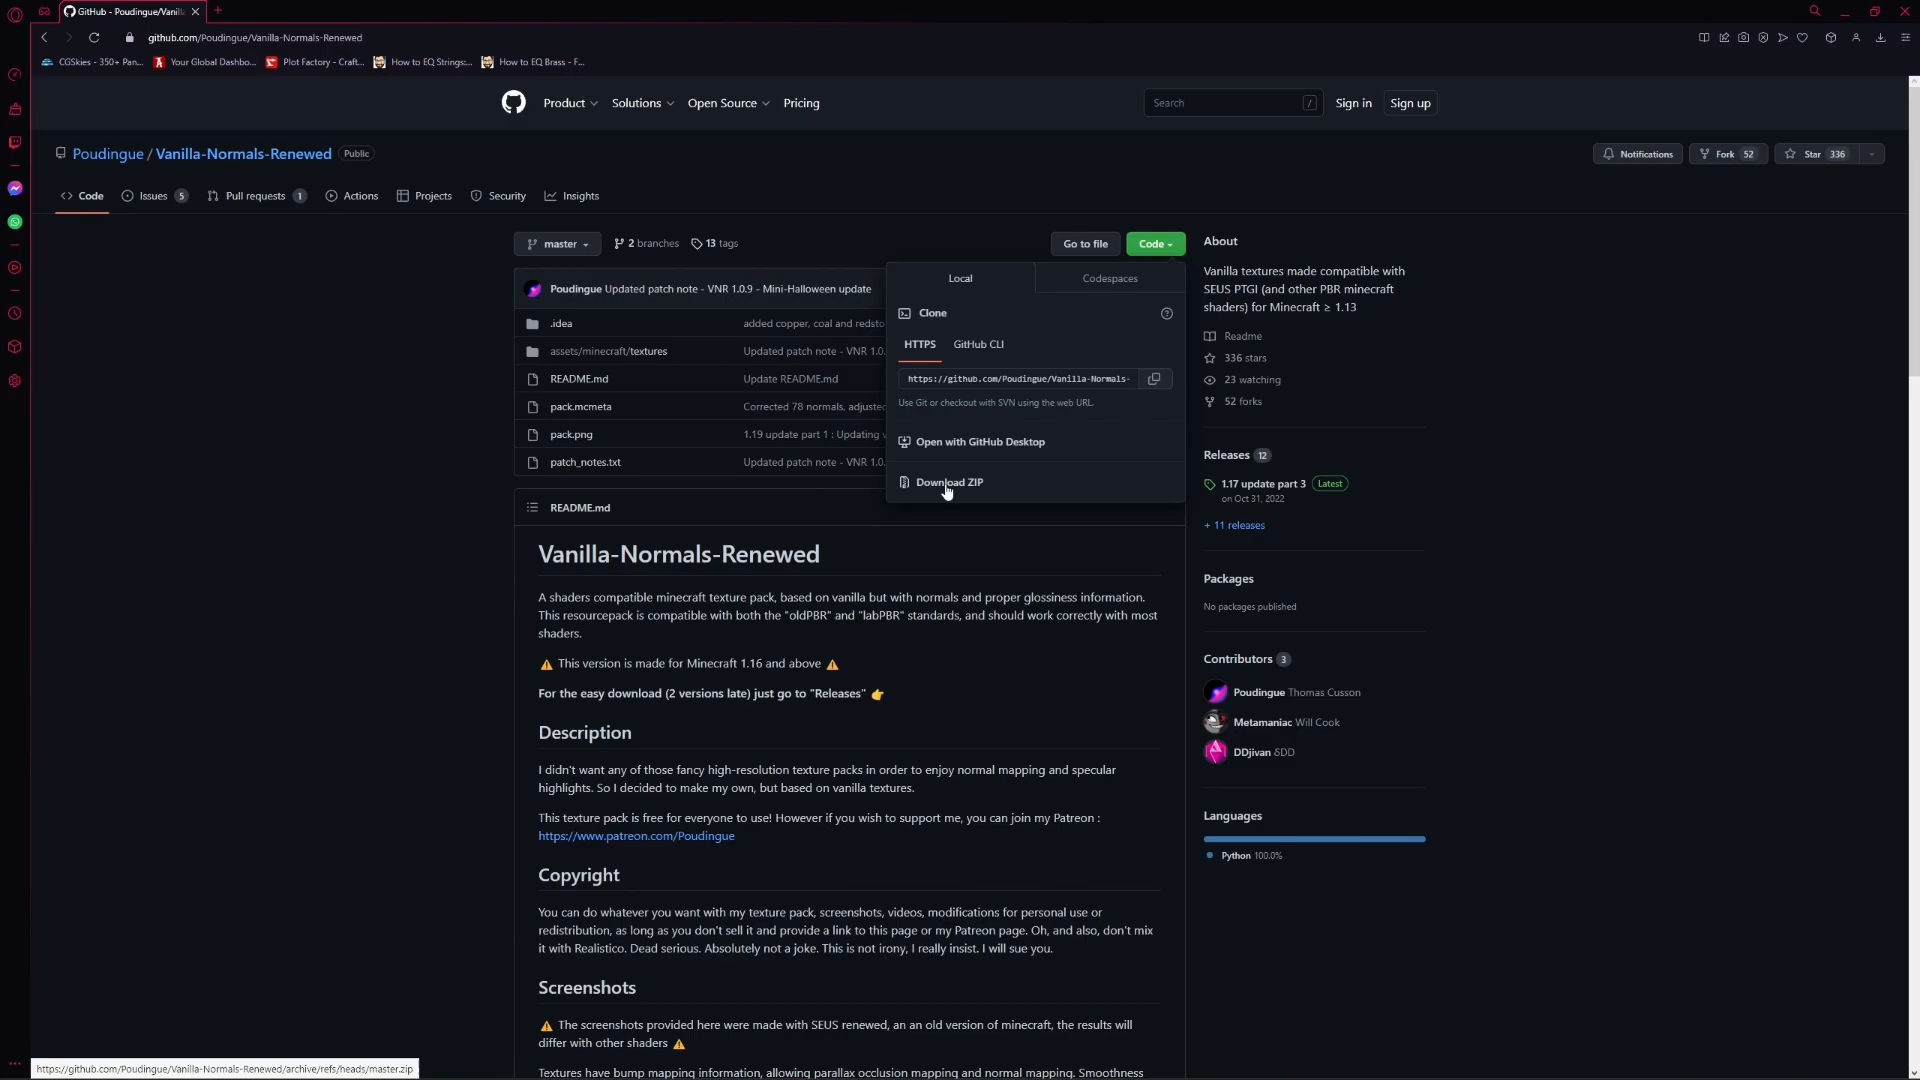 GitHub - Poudingue/Vanill
github.com/Poudingue/Vanilla-Normals-Renewed
CGSkies - 350+ Pan... Your Global Dashbo... Plot Factory - Craft... How to EQ Strings:... How to EQ Brass - F...
Product Solutions Open Source Pricing Search / Sign in Sign up
Poudingue / Vanilla-Normals-Renewed Public Notifications Fork 52 Star 336
Code Issues 5 Pull requests 1 Actions Projects Security Insights
master 2 branches 13 tags Go to file Code
Poudingue Updated patch note - VNR 1.0.9 - Mini-Halloween update
.idea added copper, coal and redsto
assets/minecraft/textures Updated patch note - VNR 1.0.
README.md Update README.md
pack.mcmeta Corrected 78 normals, adjusted
pack.png 1.19 update part 1 : Updating v
patch_notes.txt Updated patch note - VNR 1.0.
Local Codespaces
Clone
HTTPS GitHub CLI
https://github.com/Poudingue/Vanilla-Normals-
Use Git or checkout with SVN using the web URL.
Open with GitHub Desktop
Download ZIP
README.md
Vanilla-Normals-Renewed
A shaders compatible minecraft texture pack, based on vanilla but with normals and proper glossiness information.
This resourcepack is compatible with both the "oldPBR" and "labPBR" standards, and should work correctly with most
shaders.
⚠️ This version is made for Minecraft 1.16 and above ⚠️
For the easy download (2 versions late) just go to "Releases" 👉
Description
I didn't want any of those fancy high-resolution texture packs in order to enjoy normal mapping and specular
highlights. So I decided to make my own, but based on vanilla textures.
This texture pack is free for everyone to use! However if you wish to support me, you can join my Patreon :
https://www.patreon.com/Poudingue
Copyright
You can do whatever you want with my texture pack, screenshots, videos, modifications for personal use or
redistribution, as long as you don't sell it and provide a link to this page or my Patreon page. Oh, and also, don't mix
it with Realistico. Dead serious. Absolutely not a joke. This is not irony, I really insist. I will sue you.
Screenshots
⚠️ The screenshots provided here were made with SEUS renewed, an an old version of minecraft, the results will
differ with other shaders ⚠️
Textures have bump mapping information, allowing parallax occlusion mapping and normal mapping. Smoothness
About
Vanilla textures made compatible with
SEUS PTGI (and other PBR minecraft
shaders) for Minecraft ≥ 1.13
Readme
336 stars
23 watching
52 forks
Releases 12
1.17 update part 3 Latest
on Oct 31, 2022
+ 11 releases
Packages
No packages published
Contributors 3
Poudingue Thomas Cusson
Metamaniac Will Cook
DDjivan δDD
Languages
Python 100.0%
https://github.com/Poudingue/Vanilla-Normals-Renewed/archive/refs/heads/master.zip